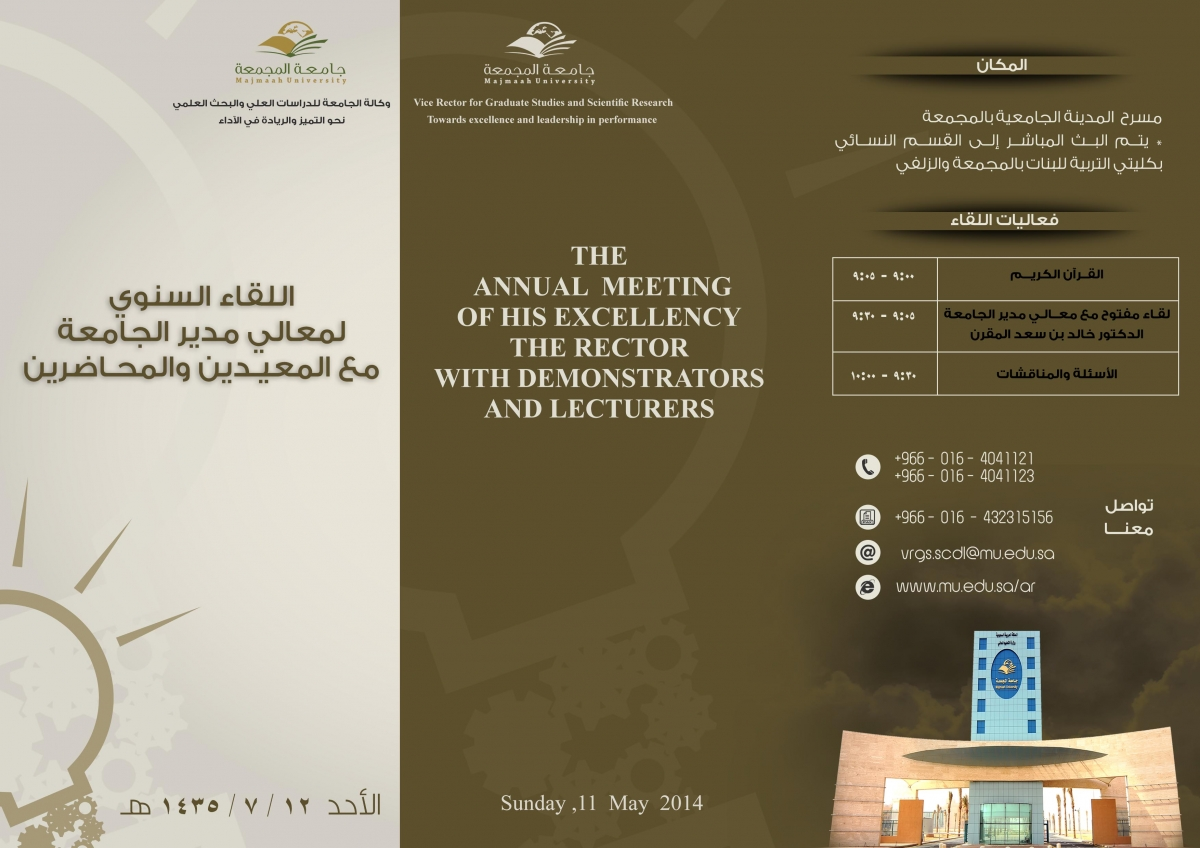 جامعة المجمعة
Majmaah University
وكالة الجامعة للدراسات العلي والبحث العلمي
نحو التميز والريادة في الآداء
اللقاء السنوي
لمعالي مدير الجامعة
مع المعيدين والمحاضرين
الأحد ١٢ / ٧ / ١٤٣٥ هـ
جامعة المجمعة
Majmaah University
Vice Rector for Graduate Studies and Scientific Research
Towards excellence and leadership in performance
THE
ANNUAL MEETING
OF HIS EXCELLENCY
THE RECTOR
WITH DEMONSTRATORS
AND LECTURERS
Sunday ,11 May 2014
المكان
مسرح المدينة الجامعية بالمجمعة
* يتم البث المباشر إلى القسم النسائي
بكليتي التربية للبنات بالمجمعة والزلفي
فعاليات اللقاء
القرآن الكريم ٩:٠٠ - ٩:٠٥
لقاء مفتوح مع معالي مدير الجامعة ٩:٠٥ - ٩:٣٠
الدكتور خالد بن سعد المقرن
الأسئلة والمناقشات ٩:٣٠ - ١٠:٠٠
تواصل
معنا
+966 - 016 - 4041121
+966 - 016 - 4041123
+966 - 016 - 432315156
vrgs.scdl@mu.edu.sa
www.mu.edu.sa/ar
جامعة المجمعة
Majmaah University